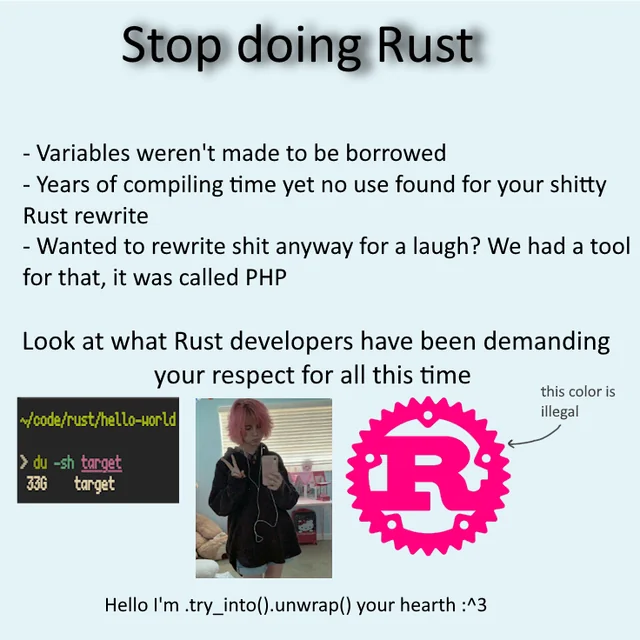 Stop doing Rust
- Variables weren't made to be borrowed
- Years of compiling time yet no use found for your shitty
Rust rewrite
- Wanted to rewrite shit anyway for a laugh? We had a tool
for that, it was called PHP
Look at what Rust developers have been demanding
your respect for all this time
this color is
illegal
~/code/rust/hello-world
❯ du -sh target
33G target
R
Hello I'm .try_into().unwrap() your hearth :^3